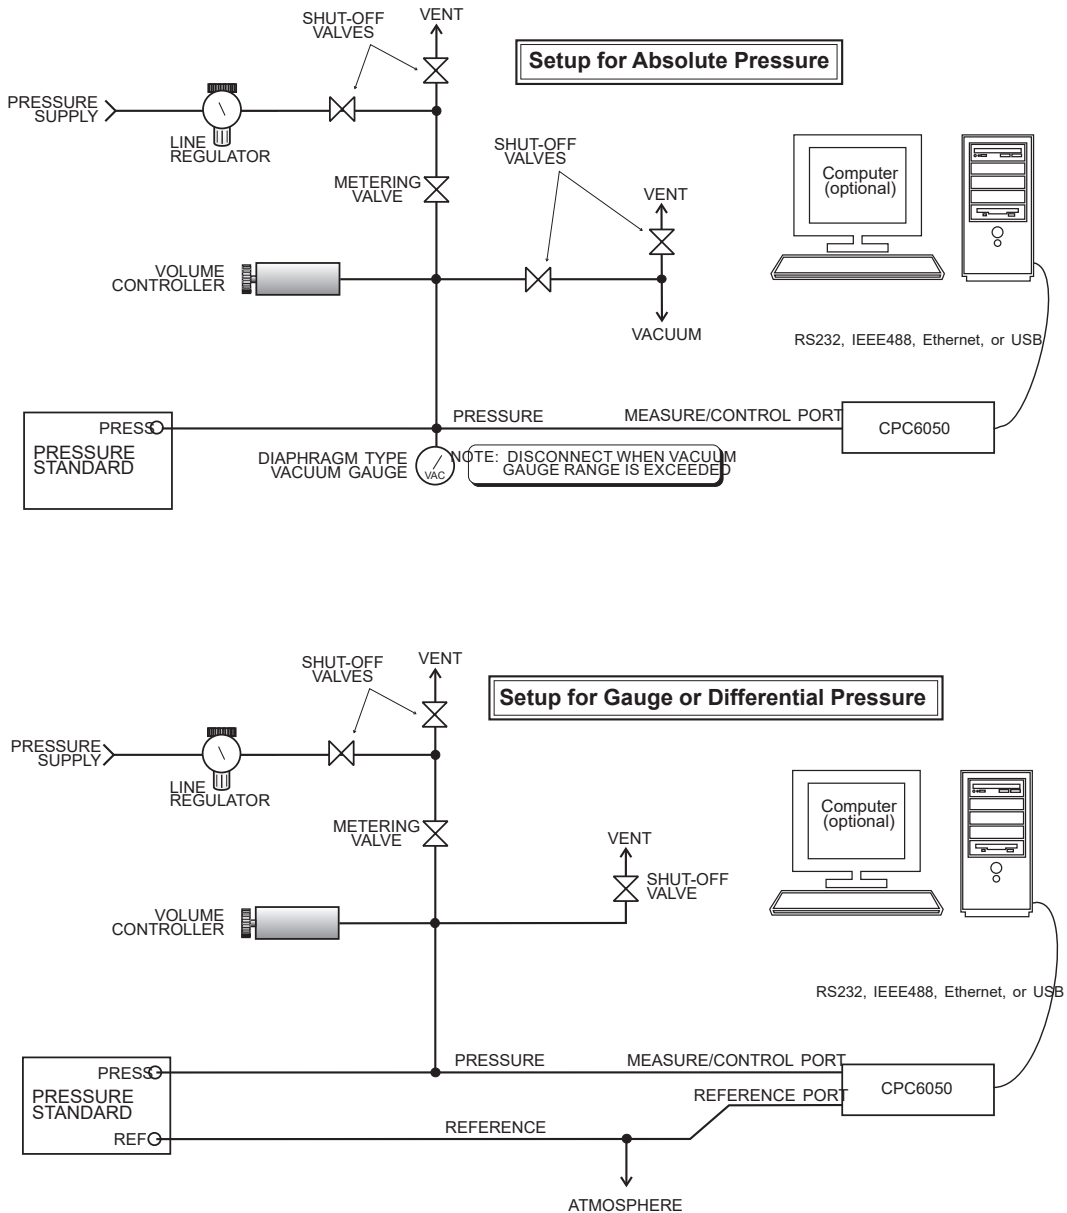 SHUT-OFF
VALVES
VENT
Setup for Absolute Pressure
PRESSURE
SUPPLY
LINE
REGULATOR
SHUT-OFF
VALVES
Computer
(optional)
METERING
VALVE
VENT
VOLUME
CONTROLLER
VACUUM
RS232, IEEE488, Ethernet, or USB
PRESSURE
MEASURE/CONTROL PORT
PRESS
CPC6050
PRESSURE
STANDARD
DIAPHRAGM TYPE
VACUUM GAUGE
VAC
NOTE: DISCONNECT WHEN VACUUM
GAUGE RANGE IS EXCEEDED
SHUT-OFF
VALVES
VENT
Setup for Gauge or Differential Pressure
PRESSURE
SUPPLY
LINE
REGULATOR
Computer
(optional)
METERING
VALVE
VENT
SHUT-OFF
VALVE
VOLUME
CONTROLLER
RS232, IEEE488, Ethernet, or USB
PRESSURE
MEASURE/CONTROL PORT
PRESS
CPC6050
PRESSURE
STANDARD
REFERENCE PORT
REF
REFERENCE
ATMOSPHERE